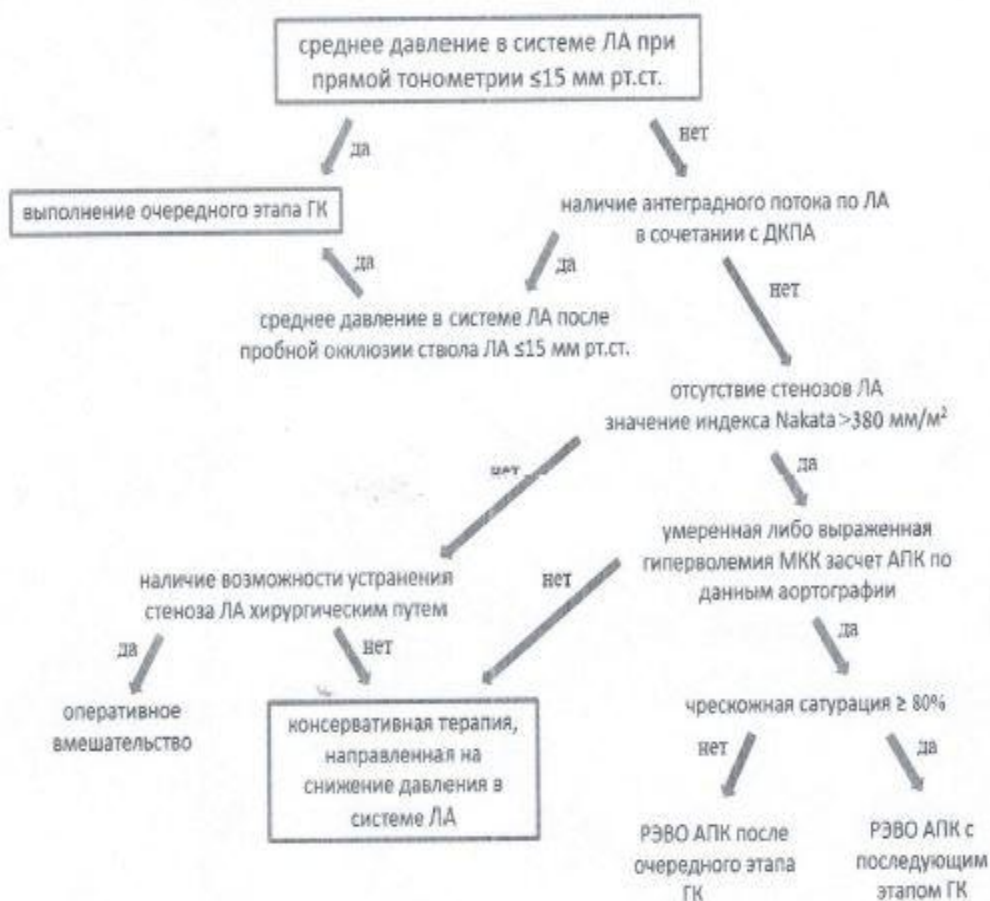 среднее давление в системе ЛА при
прямой тонометрии ≤15 мм рт.ст.
да
нет
выполнение очередного этапа ГК
наличие антеградного потока по ЛА
в сочетании с ДКПА
да
да
нет
среднее давление в системе ЛА после
пробной окклюзии ствола ЛА ≤15 мм рт.ст.
отсутствие стенозов ЛА
значение индекса Nakata >380 мм/м²
нет
да
умеренная либо выраженная
гиперволемия МКК засчет АПК по
данным аортографии
наличие возможности устранения
стеноза ЛА хирургическим путем
нет
да
нет
да
оперативное
вмешательство
консервативная терапия,
направленная на
снижение давления в
системе ЛА
чрескожная сатурация ≥ 80%
нет
да
РЭВО АПК после
очередного этапа
ГК
РЭВО АПК с
последующим
этапом ГК